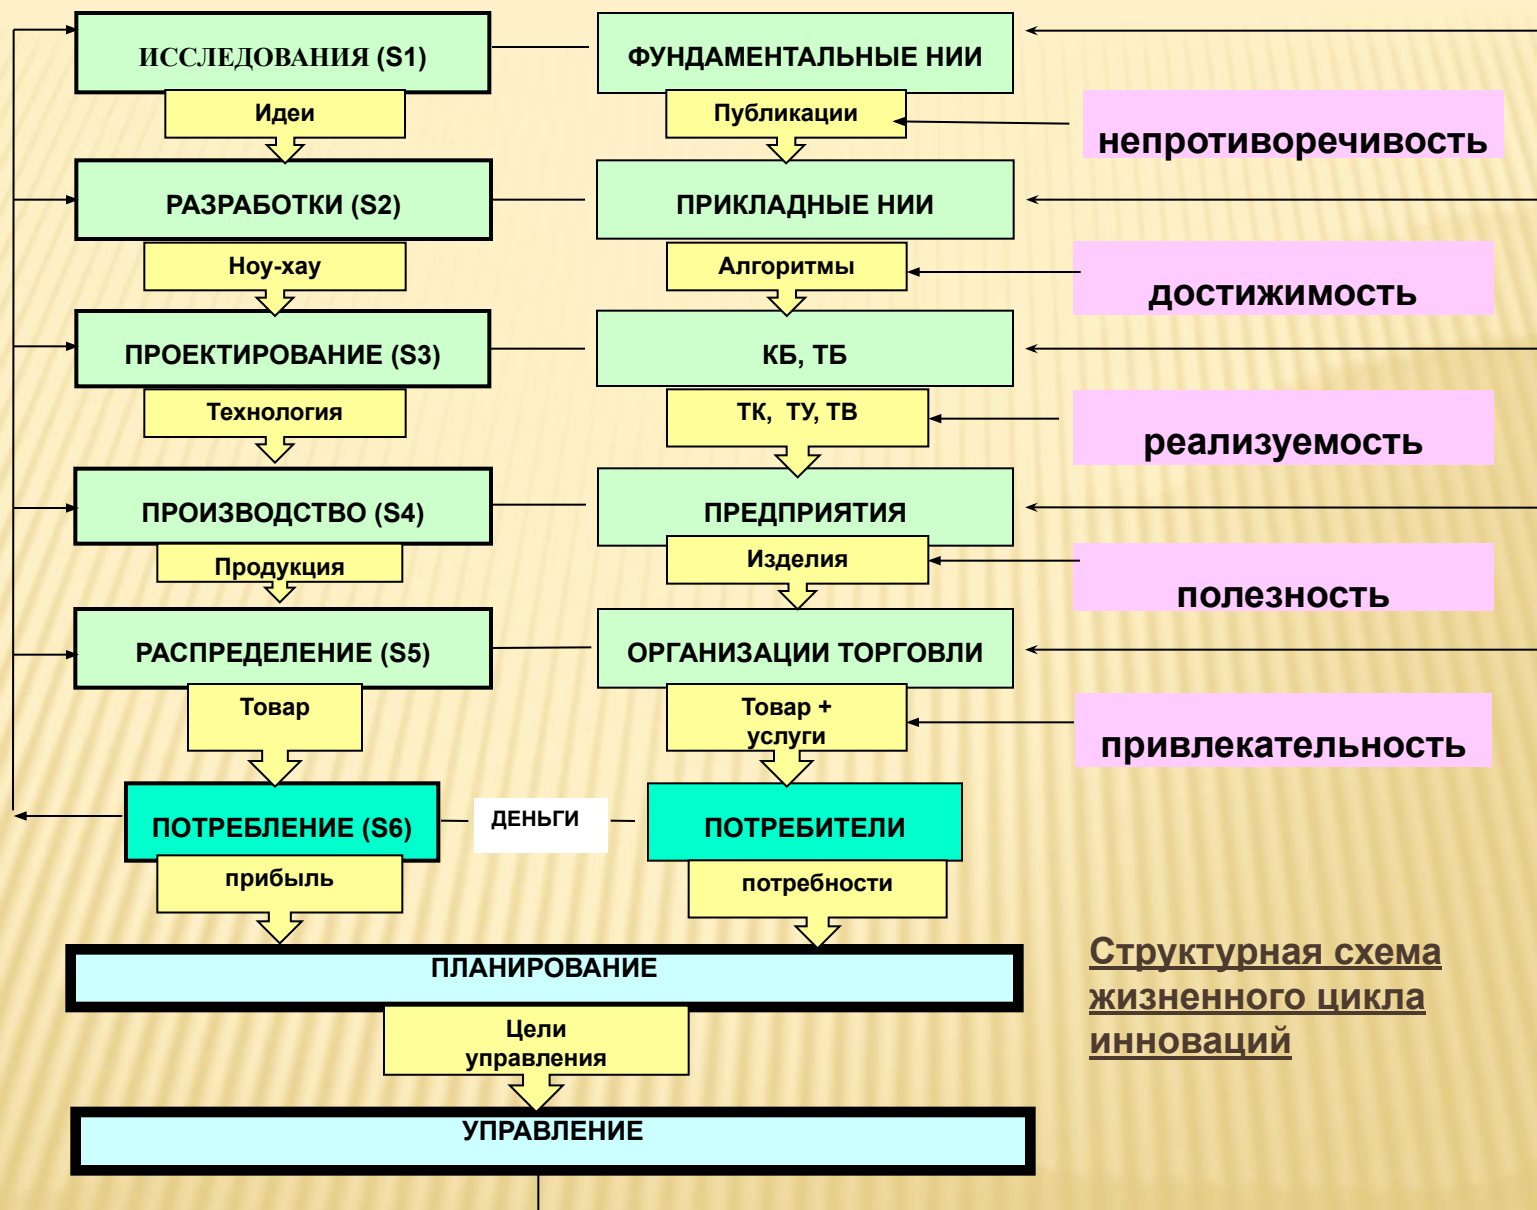 ИССЛЕДОВАНИЯ (S1)
ФУНДАМЕНТАЛЬНЫЕ НИИ
Идеи
Публикации
непротиворечивость
РАЗРАБОТКИ (S2)
ПРИКЛАДНЫЕ НИИ
Ноу-хау
Алгоритмы
достижимость
ПРОЕКТИРОВАНИЕ (S3)
КБ, ТБ
Технология
ТК, ТУ, ТВ
реализуемость
ПРОИЗВОДСТВО (S4)
ПРЕДПРИЯТИЯ
Продукция
Изделия
полезность
РАСПРЕДЕЛЕНИЕ (S5)
ОРГАНИЗАЦИИ ТОРГОВЛИ
Товар
Товар +
услуги
привлекательность
ПОТРЕБЛЕНИЕ (S6)
ДЕНЬГИ
ПОТРЕБИТЕЛИ
прибыль
потребности
ПЛАНИРОВАНИЕ
Структурная схема
жизненного цикла
инноваций
Цели
управления
УПРАВЛЕНИЕ